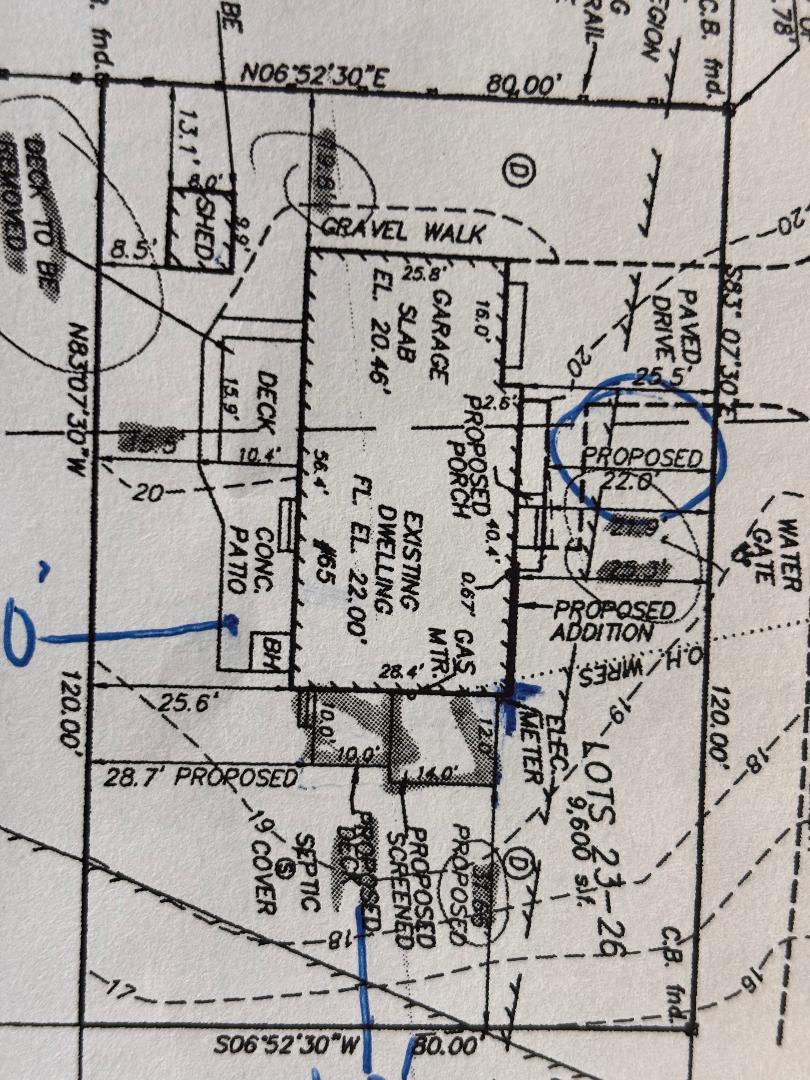 BE
C.B. fnd.
fnd.
N06°52'30"E
80.00'
13.1'
SHED
9.9'
8.5'
DECK TO BE
REMOVED
GRAVEL WALK
D
20
25.8'
16.0'
GARAGE
SLAB
EL. 20.46'
PAVED
DRIVE
S83° 07'30"E
25.5'
20
2.6'
PROPOSED
PORCH
PROPOSED
22.0'
DECK
15.9'
10.4'
56.4'
N83°07'30"W
20
CONC.
PATIO
EXISTING
DWELLING
FL. EL. 22.00'
#65
40.4'
0.67'
WATER
GATE
PROPOSED
ADDITION
O.H. WIRES
GAS
MTR.
BH
28.4'
25.6'
120.00'
120.00'
ELEC.
METER
19
18
10.0'
10.0'
12.0'
14.0'
28.7' PROPOSED
LOTS 23-26
9,600 s.f.
PROPOSED
DECK
PROPOSED
SCREENED
PROPOSED
D
19
SEPTIC
COVER
S
18
17
16
C.B. fnd.
S06°52'30"W
80.00'